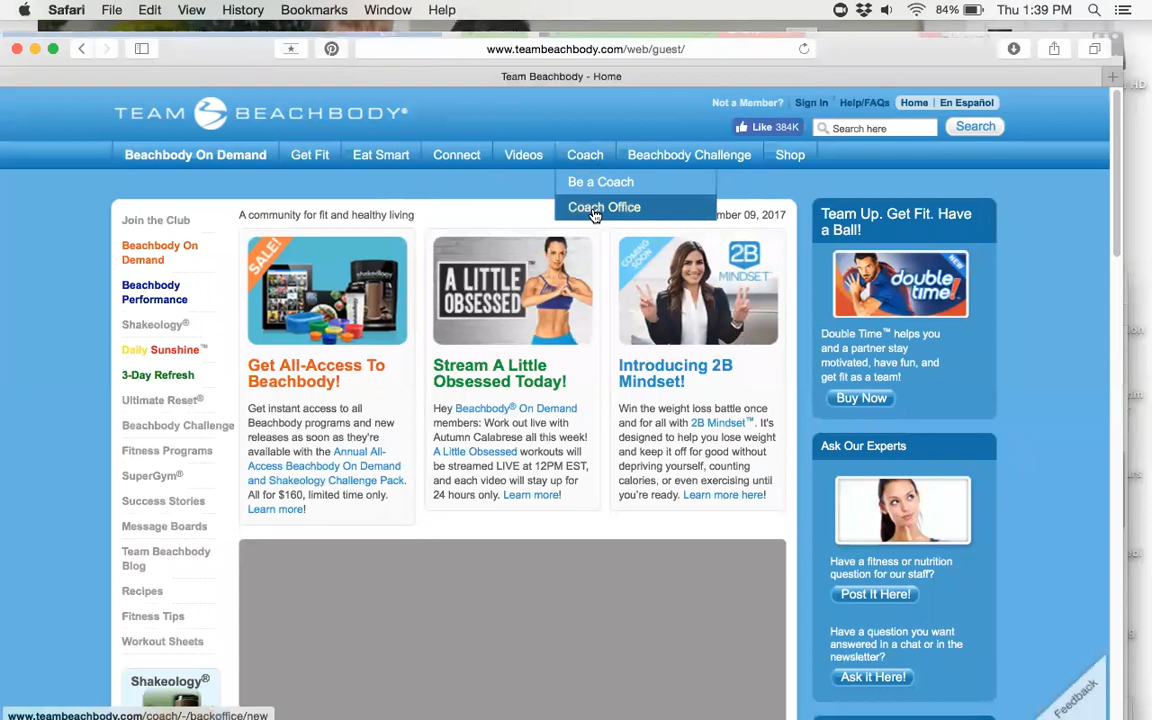 Safari File Edit View History Bookmarks Window Help 84% Thu 1:39 PM
www.teambeachbody.com/web/guest/
Team Beachbody - Home
TEAM BEACHBODY®
Not a Member? Sign In Help/FAQs Home En Español
Like 384K Search here Search
Beachbody On Demand Get Fit Eat Smart Connect Videos Coach Beachbody Challenge Shop
Be a Coach
Coach Office
Join the Club
Beachbody On
Demand
Beachbody
Performance
Shakeology®
Daily Sunshine™
3-Day Refresh
Ultimate Reset®
Beachbody Challenge
Fitness Programs
SuperGym®
Success Stories
Message Boards
Team Beachbody
Blog
Recipes
Fitness Tips
Workout Sheets
Shakeology®
A community for fit and healthy living
mber 09, 2017
SALE!
Get All-Access To
Beachbody!
Get instant access to all
Beachbody programs and new
releases as soon as they're
available with the Annual All-
Access Beachbody On Demand
and Shakeology Challenge Pack.
All for $160, limited time only.
Learn more!
A LITTLE
OBSESSED™
Stream A Little
Obsessed Today!
Hey Beachbody® On Demand
members: Work out live with
Autumn Calabrese all this week!
A Little Obsessed workouts will
be streamed LIVE at 12PM EST,
and each video will stay up for
24 hours only. Learn more!
COMING
SOON
2B
MINDSET™
Introducing 2B
Mindset!
Win the weight loss battle once
and for all with 2B Mindset™. It's
designed to help you lose weight
and keep it off for good without
depriving yourself, counting
calories, or even exercising until
you're ready. Learn more here!
Team Up. Get Fit. Have
a Ball!
NEW
double
time!
Double Time™ helps you
and a partner stay
motivated, have fun, and
get fit as a team!
Buy Now
Ask Our Experts
Have a fitness or nutrition
question for our staff?
Post It Here!
Have a question you want
answered in a chat or in the
newsletter?
Ask it Here!
Feedback
www.teambeachbody.com/coach/-/backoffice/new